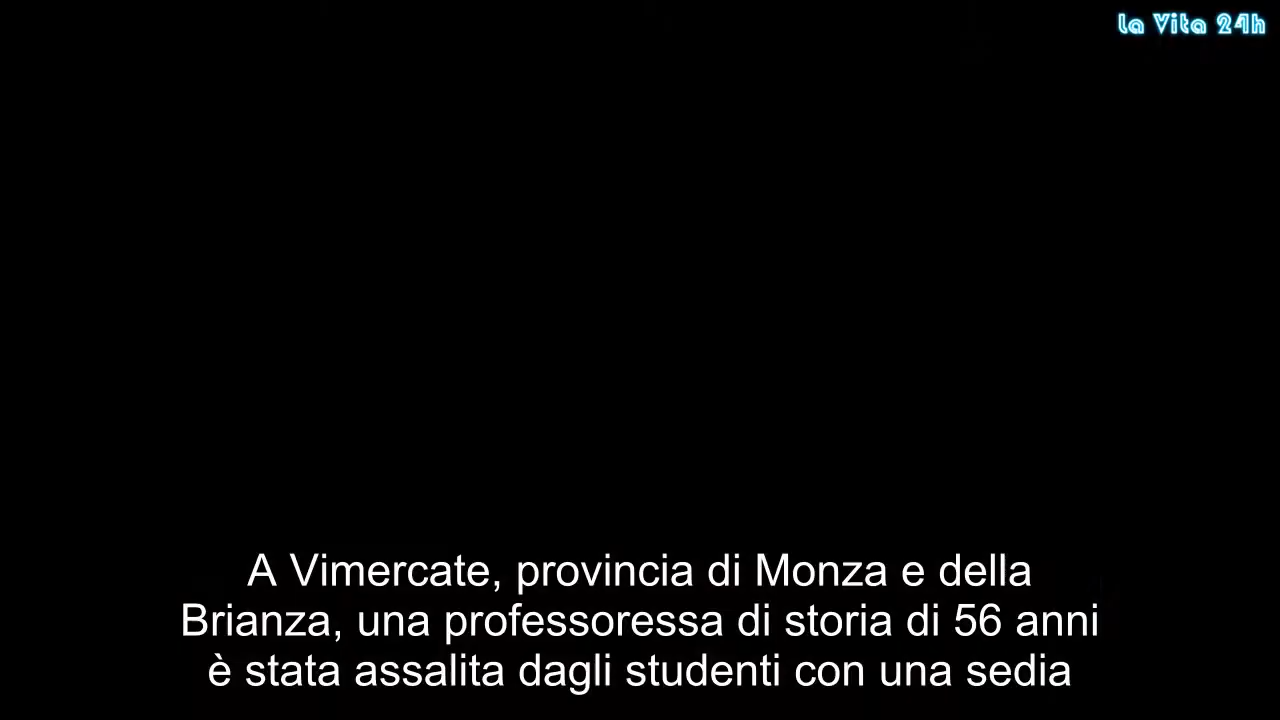 la Vita 24h
A Vimercate, provincia di Monza e della
Brianza, una professoressa di storia di 56 anni
è stata assalita dagli studenti con una sedia